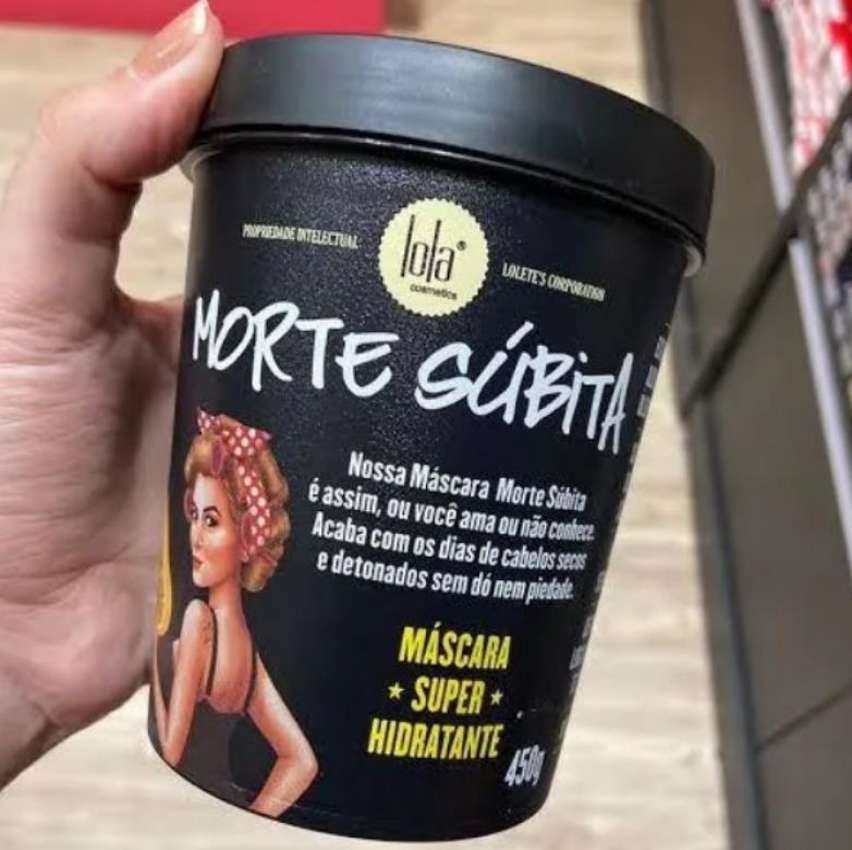 PROPRIEDADE INTELECTUAL
lola®
cosmetics
LOLETE'S CORPORATION
MORTE SÚBITA
Nossa Máscara Morte Súbita
é assim, ou você ama ou não conhece.
Acaba com os dias de cabelos secos
e detonados sem dó nem piedade.
MÁSCARA
★ SUPER ★
HIDRATANTE
450g